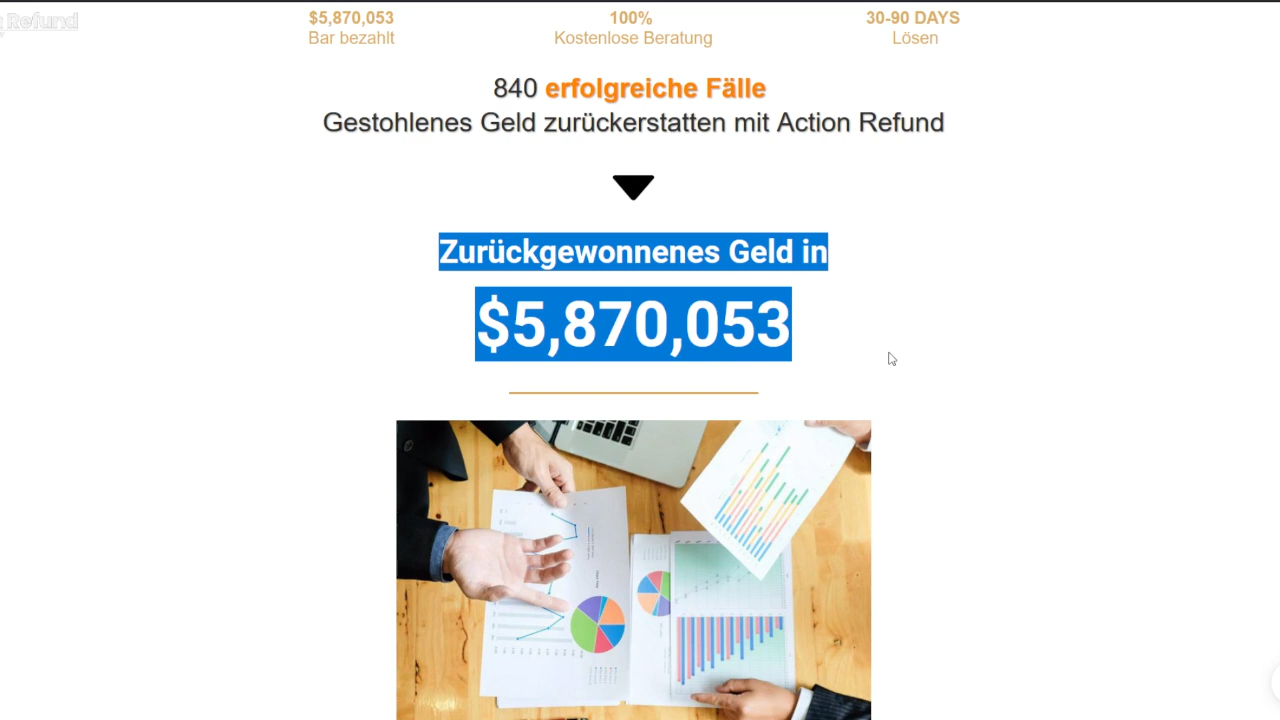 Refund
$5,870,053
Bar bezahlt
100%
Kostenlose Beratung
30-90 DAYS
Lösen
840 erfolgreiche Fälle
Gestohlenes Geld zurückerstatten mit Action Refund
Zurückgewonnenes Geld in
$5,870,053